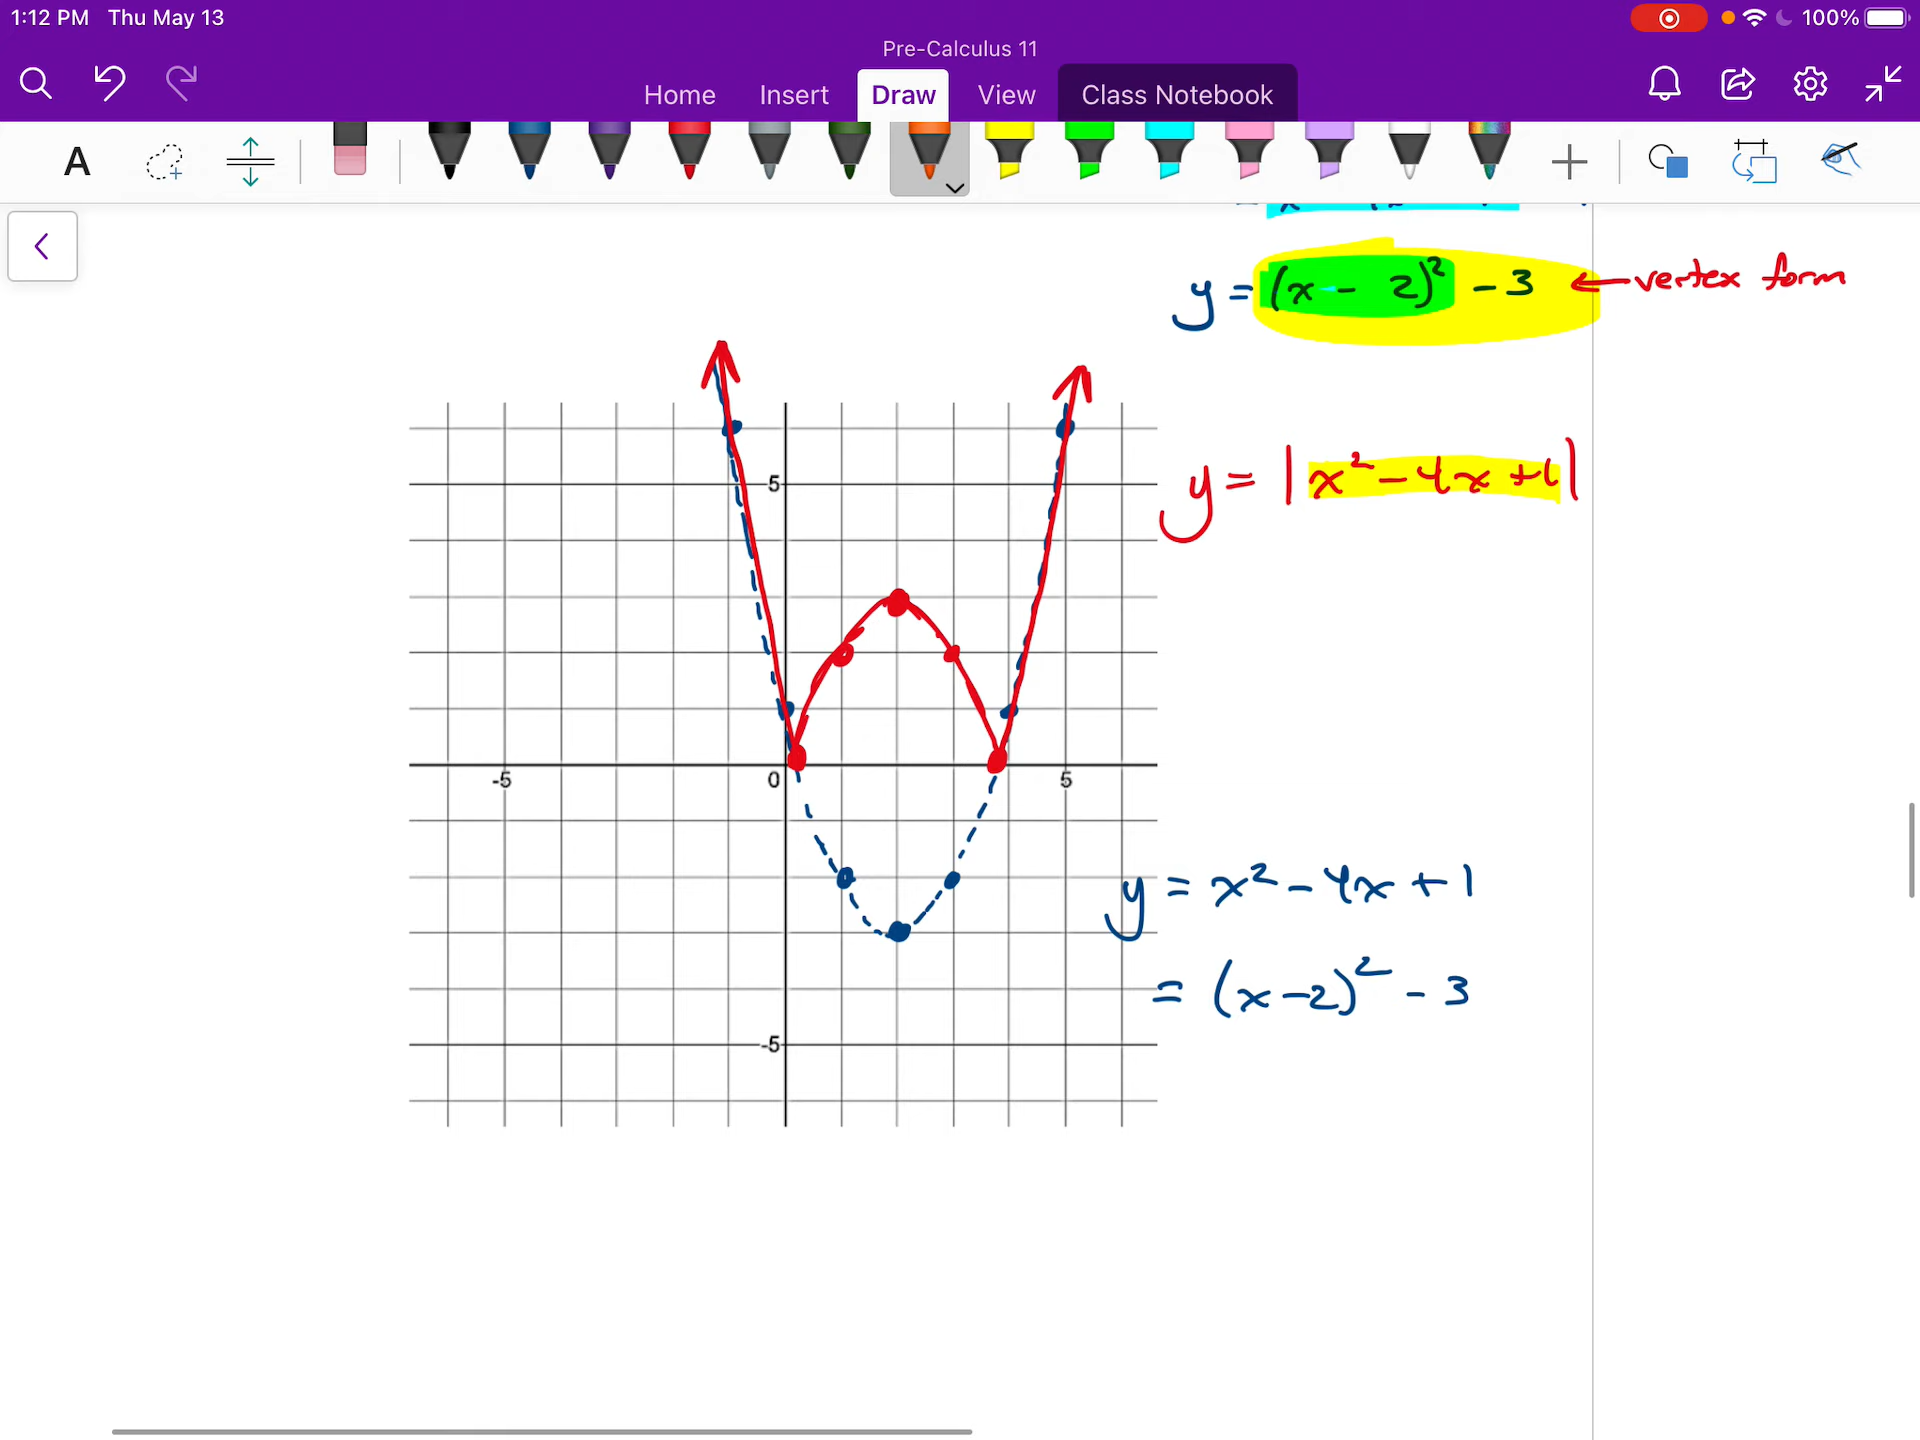 1:12 PM Thu May 13
100%
Pre-Calculus 11
Home Insert Draw View Class Notebook
A
y = (x - 2)² - 3 ← vertex form
y = |x² - 4x + 1|
5
-5 0 5
y = x² - 4x + 1
= (x - 2)² - 3
-5